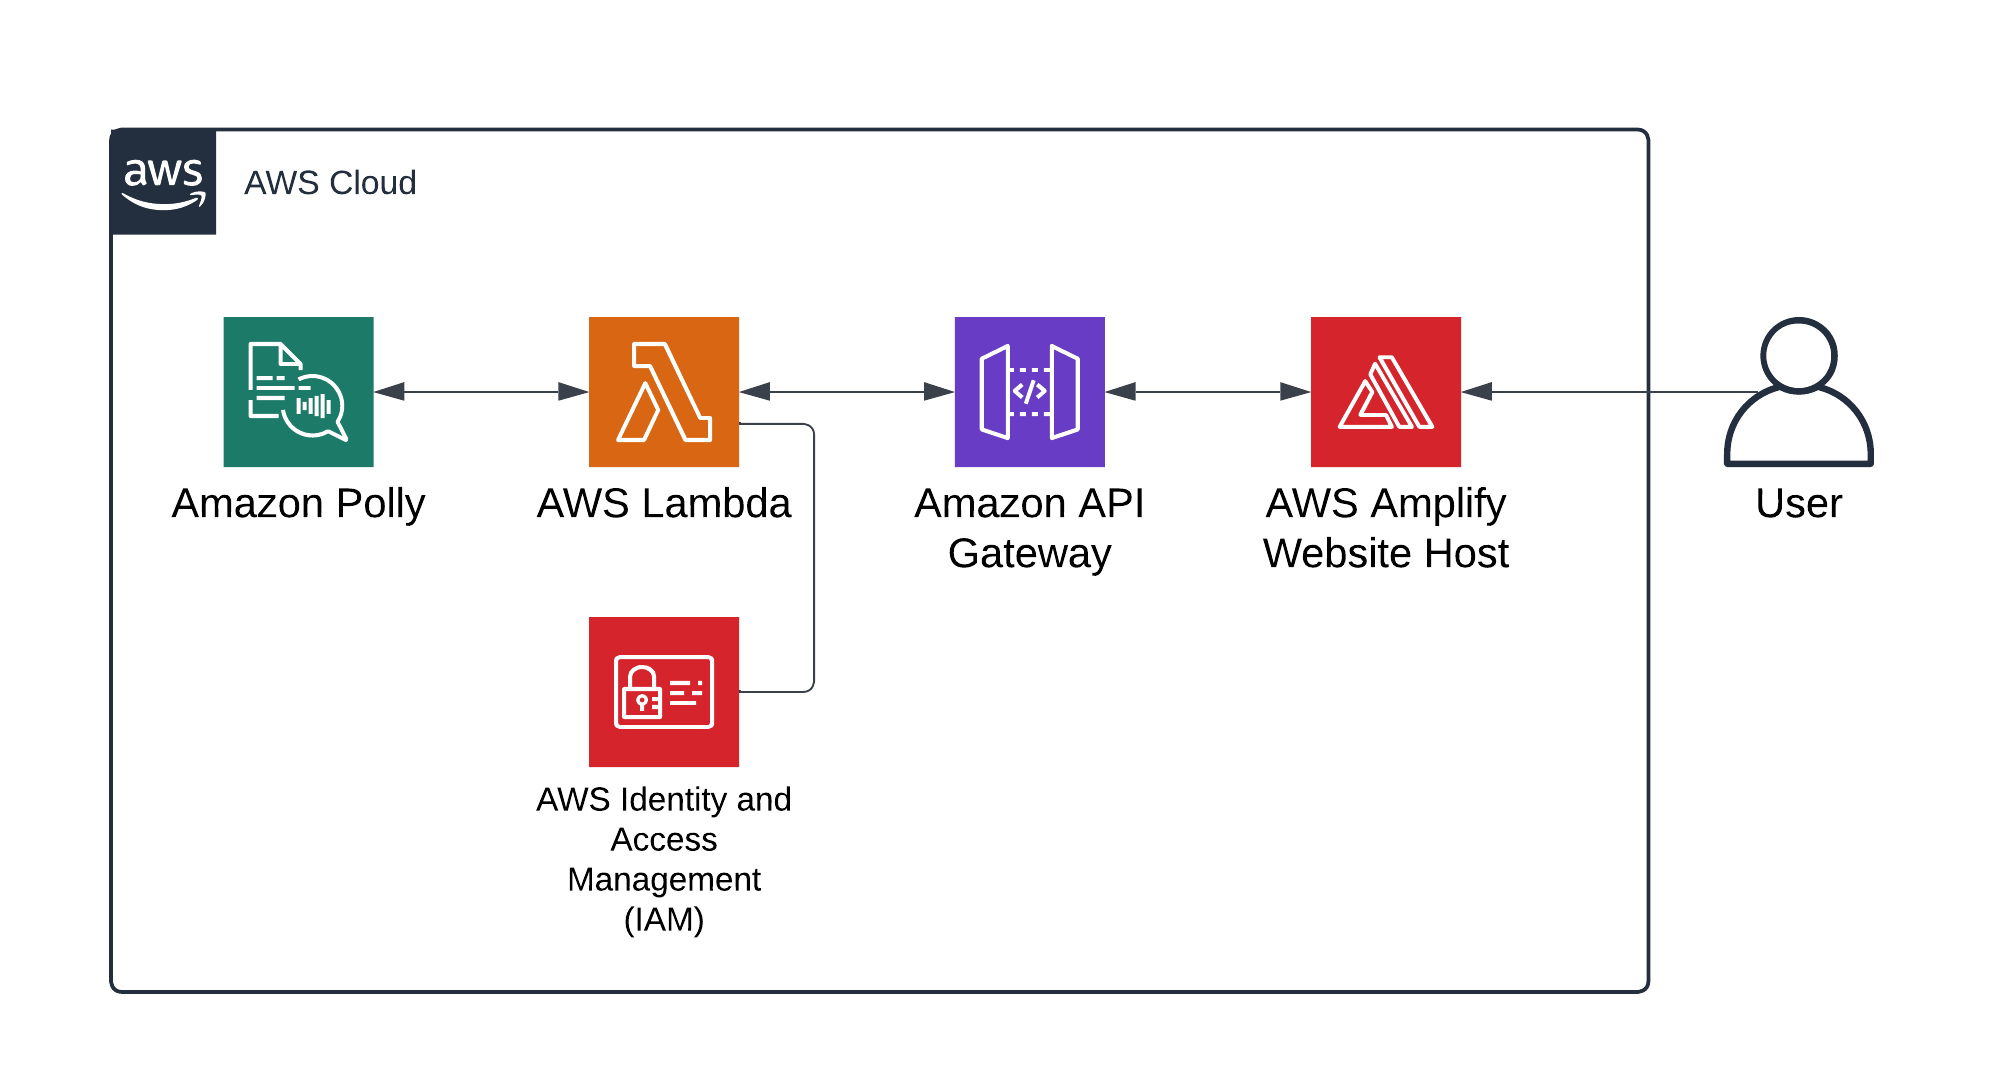 aws
AWS Cloud
Amazon Polly
AWS Lambda
Amazon API
Gateway
AWS Amplify
Website Host
User
AWS Identity and
Access
Management
(IAM)